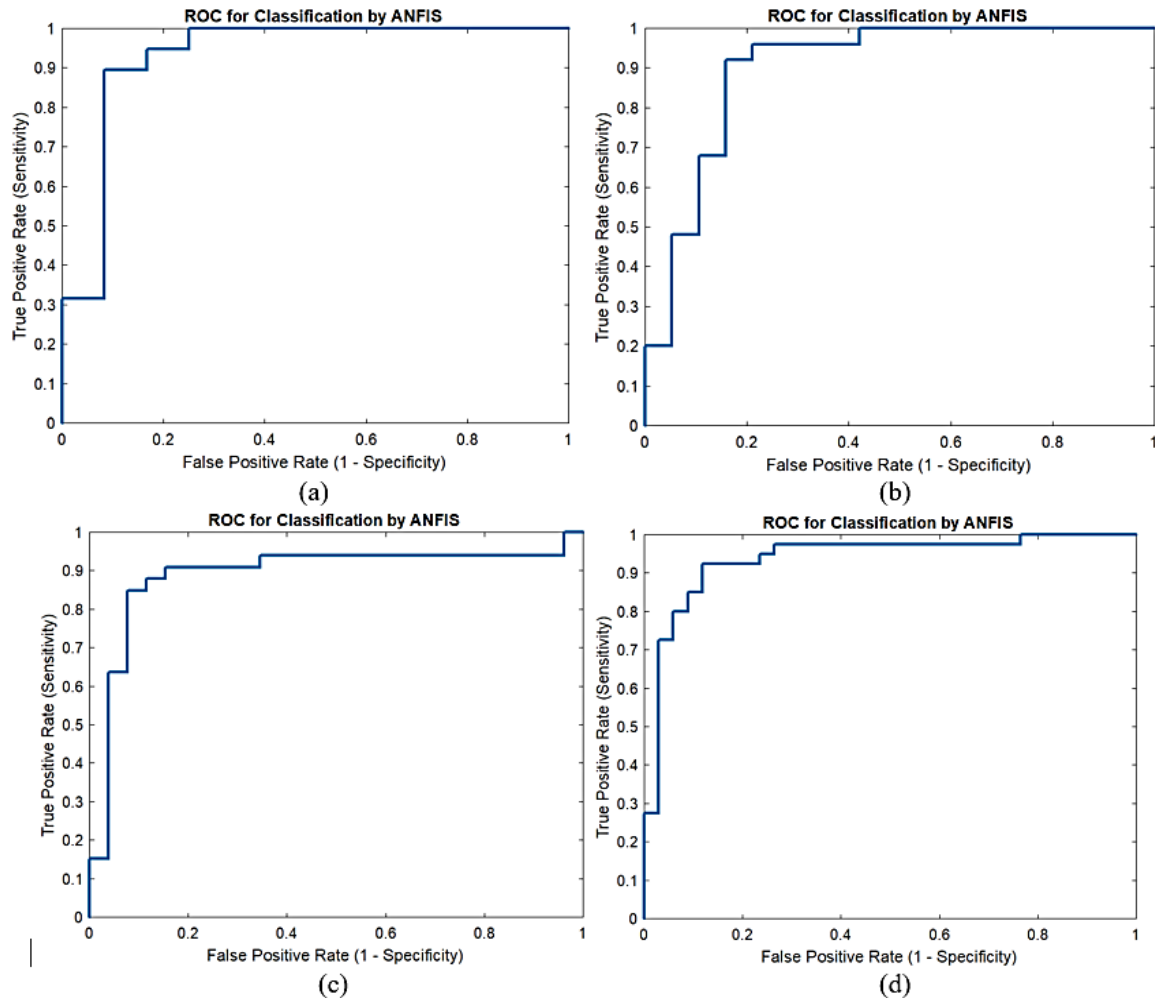 ROC for Classification by ANFIS
1
0.9
0.8
0.7
0.6
0.5
0.4
0.3
0.2
0.1
0
True Positive Rate (Sensitivity)
0 0.2 0.4 0.6 0.8 1
False Positive Rate (1 - Specificity)
(a)
ROC for Classification by ANFIS
1
0.9
0.8
0.7
0.6
0.5
0.4
0.3
0.2
0.1
0
True Positive Rate (Sensitivity)
0 0.2 0.4 0.6 0.8 1
False Positive Rate (1 - Specificity)
(b)
ROC for Classification by ANFIS
1
0.9
0.8
0.7
0.6
0.5
0.4
0.3
0.2
0.1
0
True Positive Rate (Sensitivity)
0 0.2 0.4 0.6 0.8 1
False Positive Rate (1 - Specificity)
(c)
ROC for Classification by ANFIS
1
0.9
0.8
0.7
0.6
0.5
0.4
0.3
0.2
0.1
0
True Positive Rate (Sensitivity)
0 0.2 0.4 0.6 0.8 1
False Positive Rate (1 - Specificity)
(d)